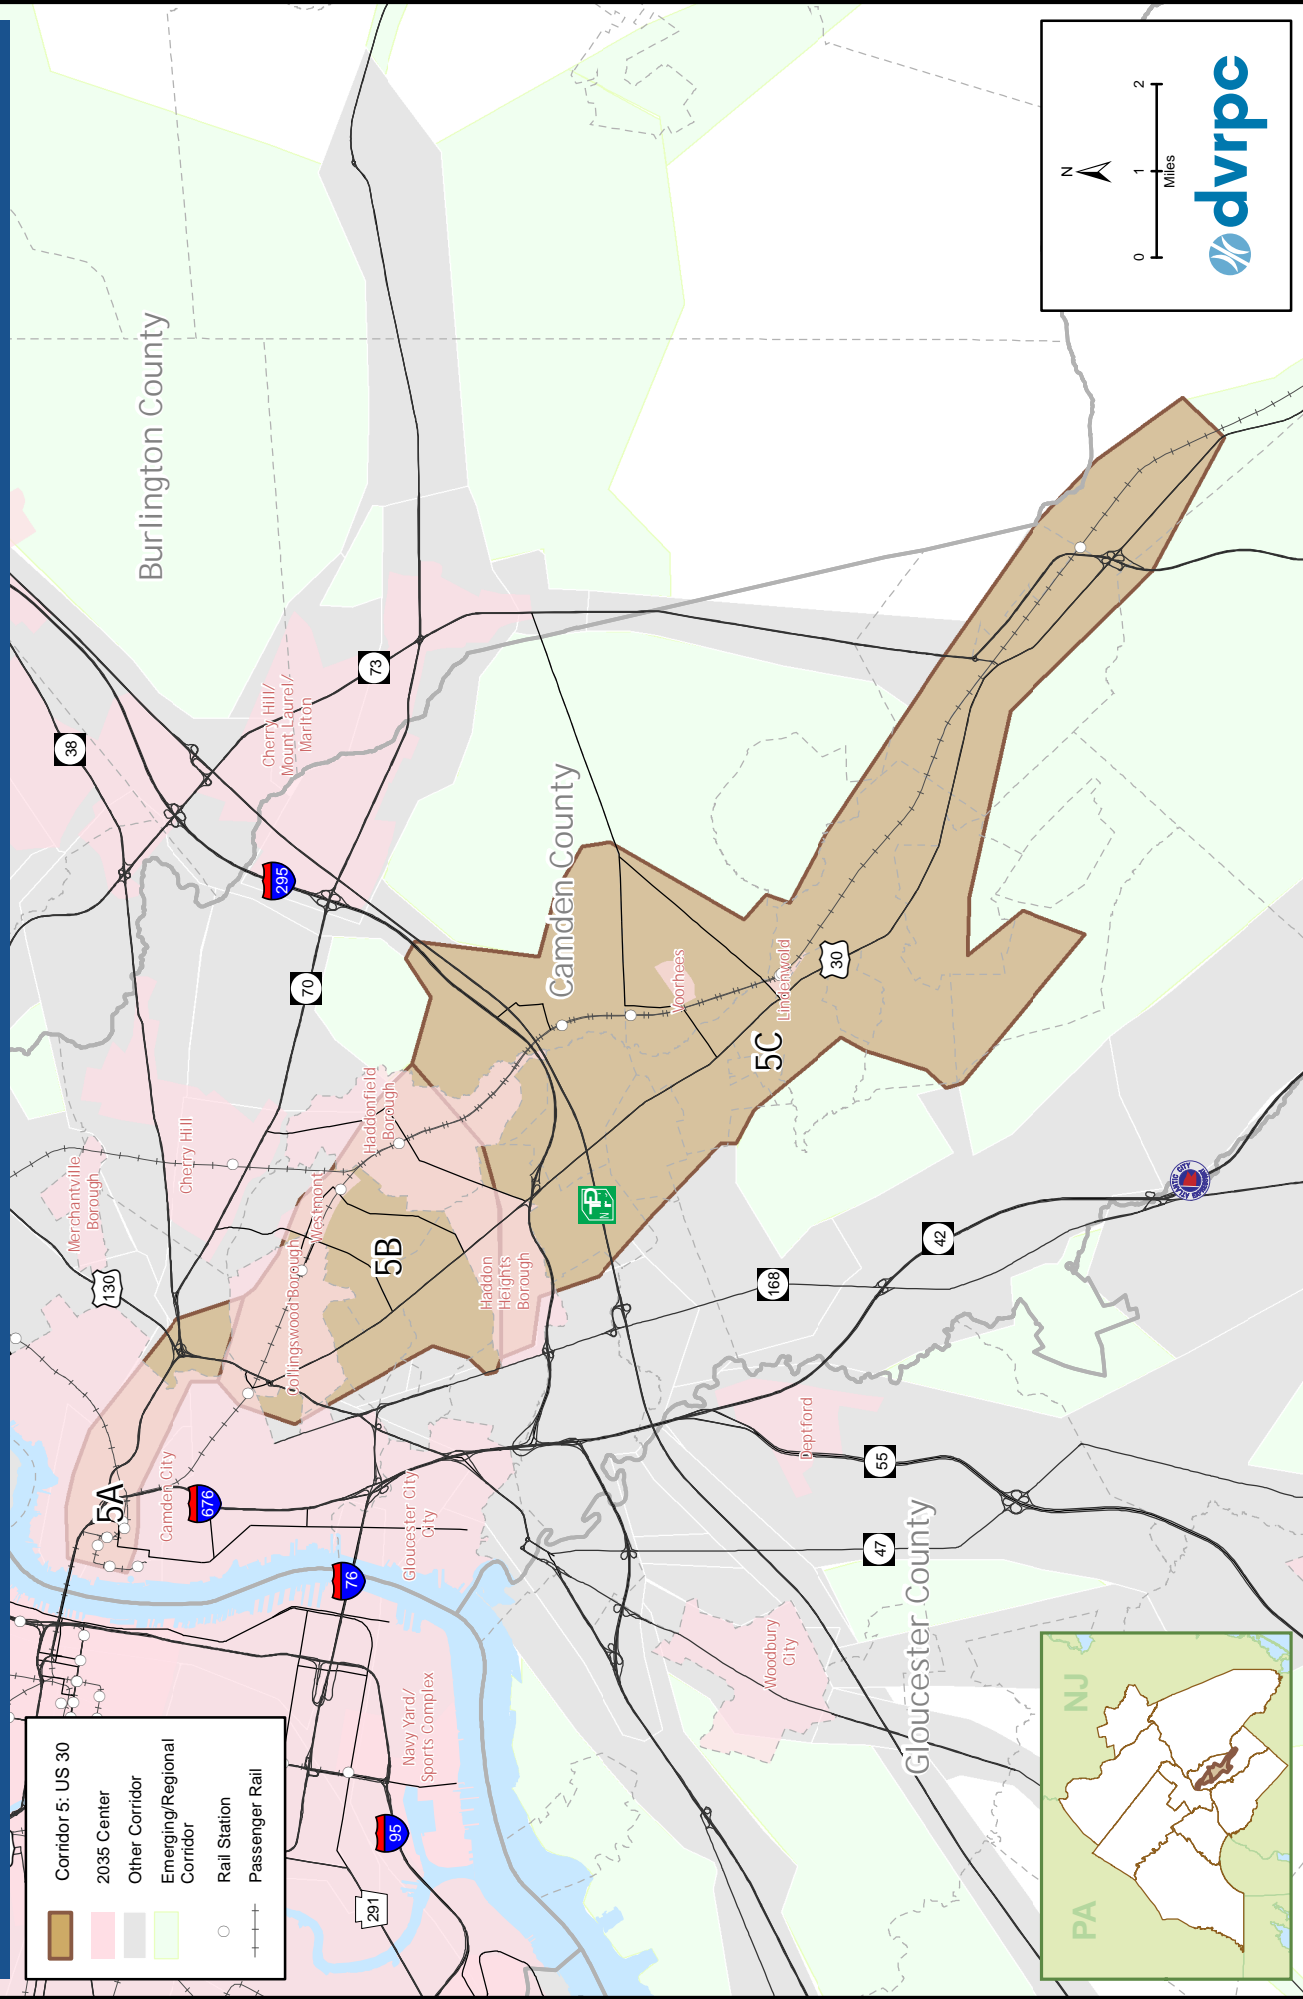 Corridor 5: US 30
2035 Center
Other Corridor
Emerging/Regional
Corridor
Rail Station
Passenger Rail
Burlington County
Camden County
Gloucester County
5A
5B
5C
Merchantville
Borough
Cherry Hill
Cherry Hill/
Mount Laurel/
Marlton
Haddonfield
Borough
Westmont
Collingswood Borough
Haddon
Heights
Borough
Camden City
Gloucester City
City
Navy Yard/
Sports Complex
Woodbury
City
Deptford
Voorhees
Lindenwold
38
73
295
70
130
676
76
95
291
30
42
168
55
47
ATLANTIC CITY
EXPRESSWAY
NJTP
N
0
1
2
Miles
dvrpc
PA
NJ